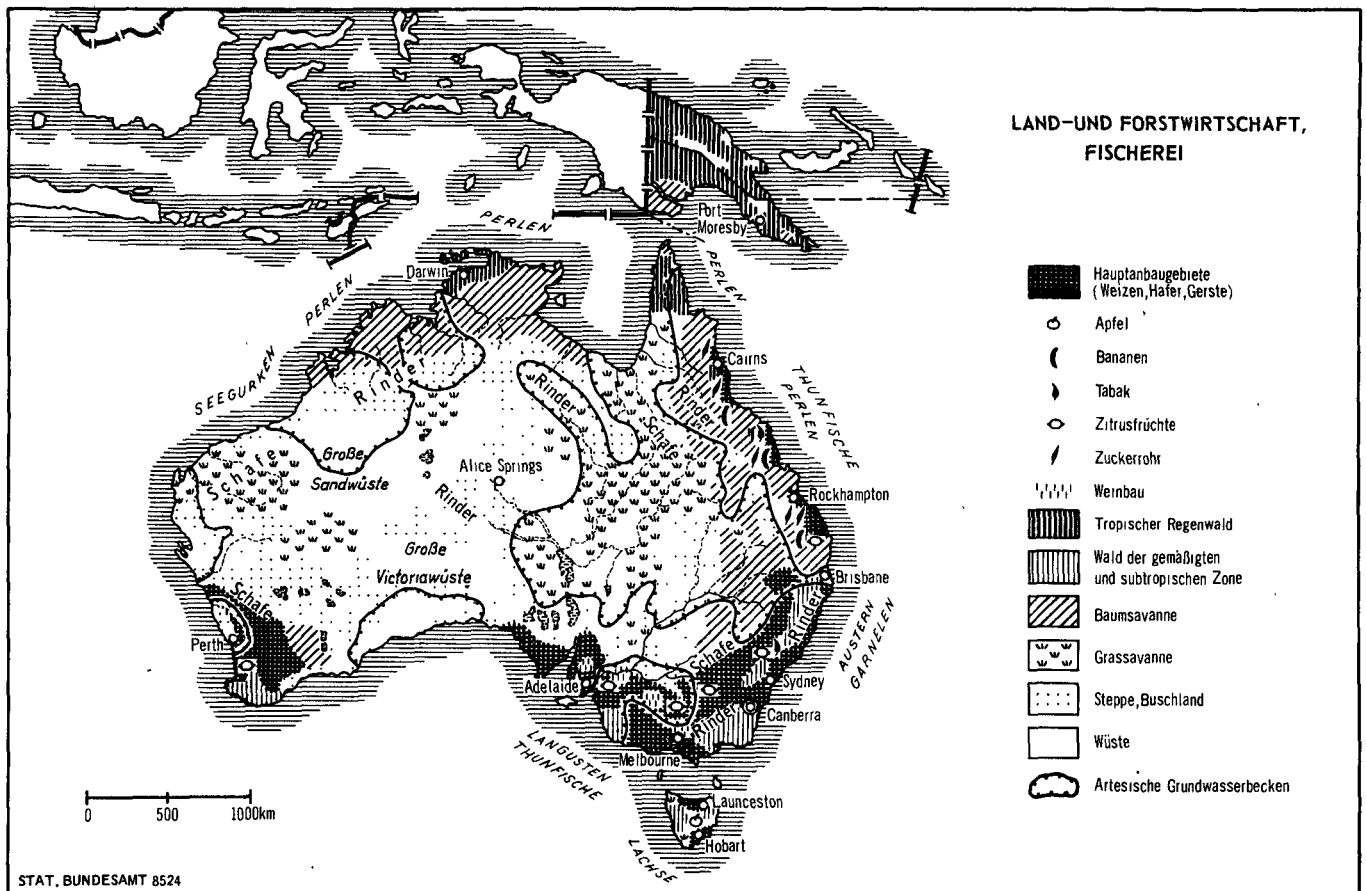 LAND-UND FORSTWIRTSCHAFT,
FISCHEREI
Hauptanbaugebiete
(Weizen, Hafer, Gerste)
Apfel
Bananen
Tabak
Zitrusfrüchte
Zuckerrohr
Weinbau
Tropischer Regenwald
Wald der gemäßigten
und subtropischen Zone
Baumsavanne
Grassavanne
Steppe, Buschland
Wüste
Artesische Grundwasserbecken
Port
Moresby
PERLEN
PERLEN
PERLEN
Darwin
SEEGURKEN
Rinder
Rinder
Rinder
Cairns
THUNFISCHE
PERLEN
Schafe
Schafe
Große
Sandwüste
Alice Springs
Rinder
Rockhampton
Große
Victoriawüste
Brisbane
Schafe
Rinder
Perth
AUSTERN
GARNELEN
Schafe
Adelaide
Sydney
Rinder
Canberra
LANGUSTEN
THUNFISCHE
Melbourne
Launceston
Hobart
LACHSE
0 500 1000km
STAT. BUNDESAMT 8524